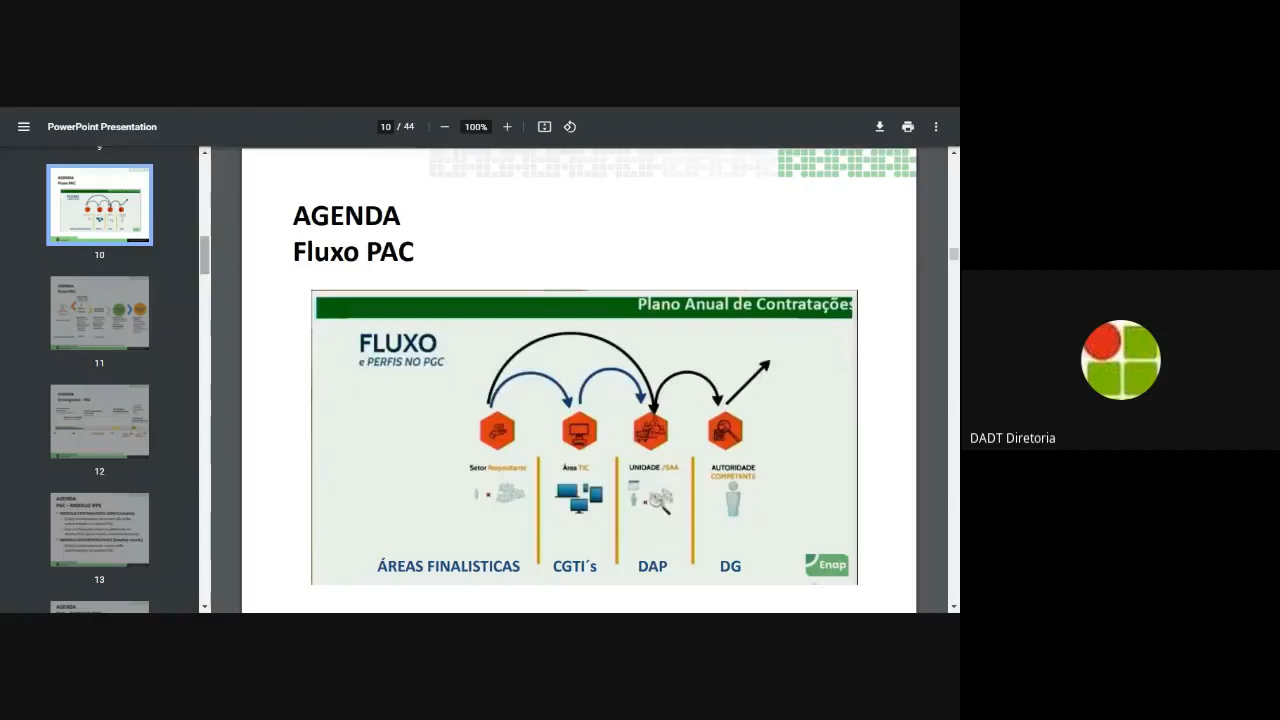 PowerPoint Presentation
10 / 44
100%
9
10
11
12
13
AGENDA
Fluxo PAC
Plano Anual de Contratações
FLUXO
e PERFIS NO PGC
Setor Requisitante
Área TIC
UNIDADE /SAA
AUTORIDADE
COMPETENTE
ÁREAS FINALISTICAS
CGTI´s
DAP
DG
Enap
DADT Diretoria